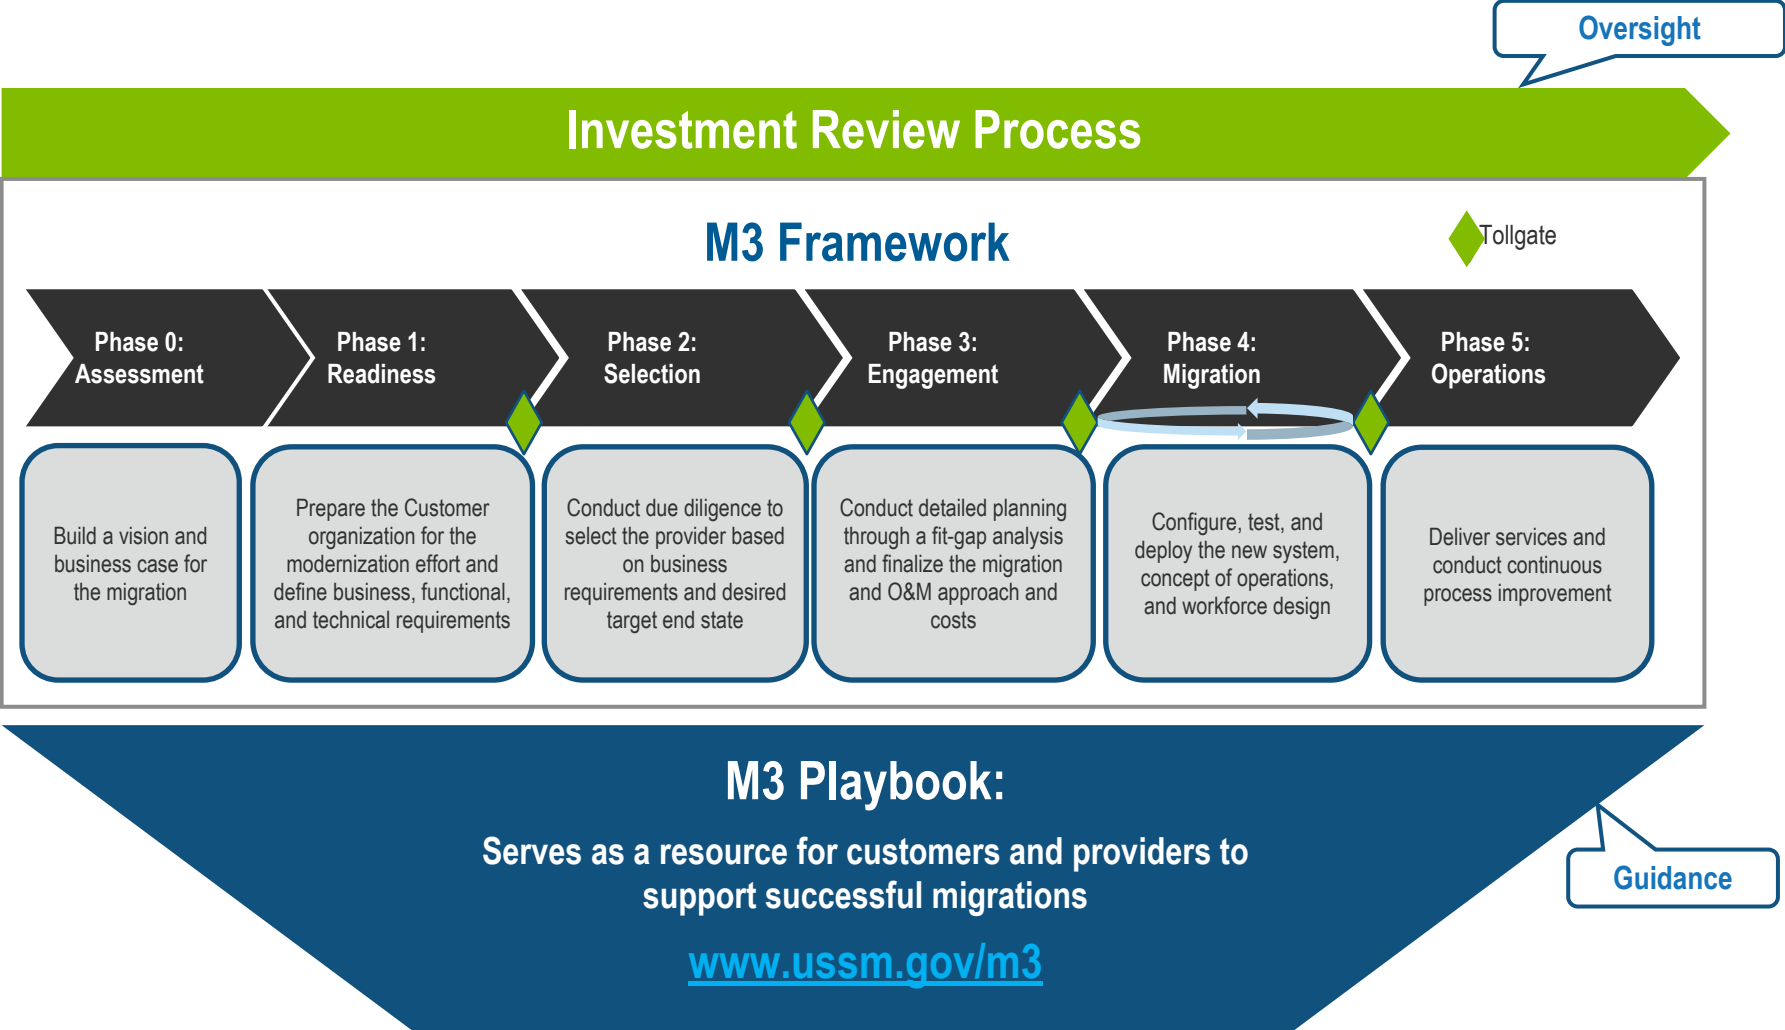 Oversight
Investment Review Process
M3 Framework
Tollgate
Phase 0:
Assessment
Phase 1:
Readiness
Phase 2:
Selection
Phase 3:
Engagement
Phase 4:
Migration
Phase 5:
Operations
Build a vision and
business case for
the migration
Prepare the Customer
organization for the
modernization effort and
define business, functional,
and technical requirements
Conduct due diligence to
select the provider based
on business
requirements and desired
target end state
Conduct detailed planning
through a fit-gap analysis
and finalize the migration
and O&M approach and
costs
Configure, test, and
deploy the new system,
concept of operations,
and workforce design
Deliver services and
conduct continuous
process improvement
M3 Playbook:
Serves as a resource for customers and providers to
support successful migrations
www.ussm.gov/m3
Guidance